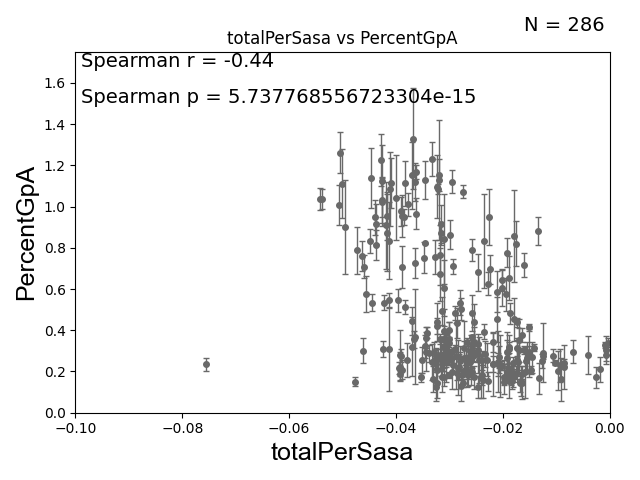 N = 286
totalPerSasa vs PercentGpA
Spearman r = -0.44
Spearman p = 5.737768556723304e-15
PercentGpA
1.6
1.4
1.2
1.0
0.8
0.6
0.4
0.2
0.0
−0.10 −0.08 −0.06 −0.04 −0.02 0.00
totalPerSasa